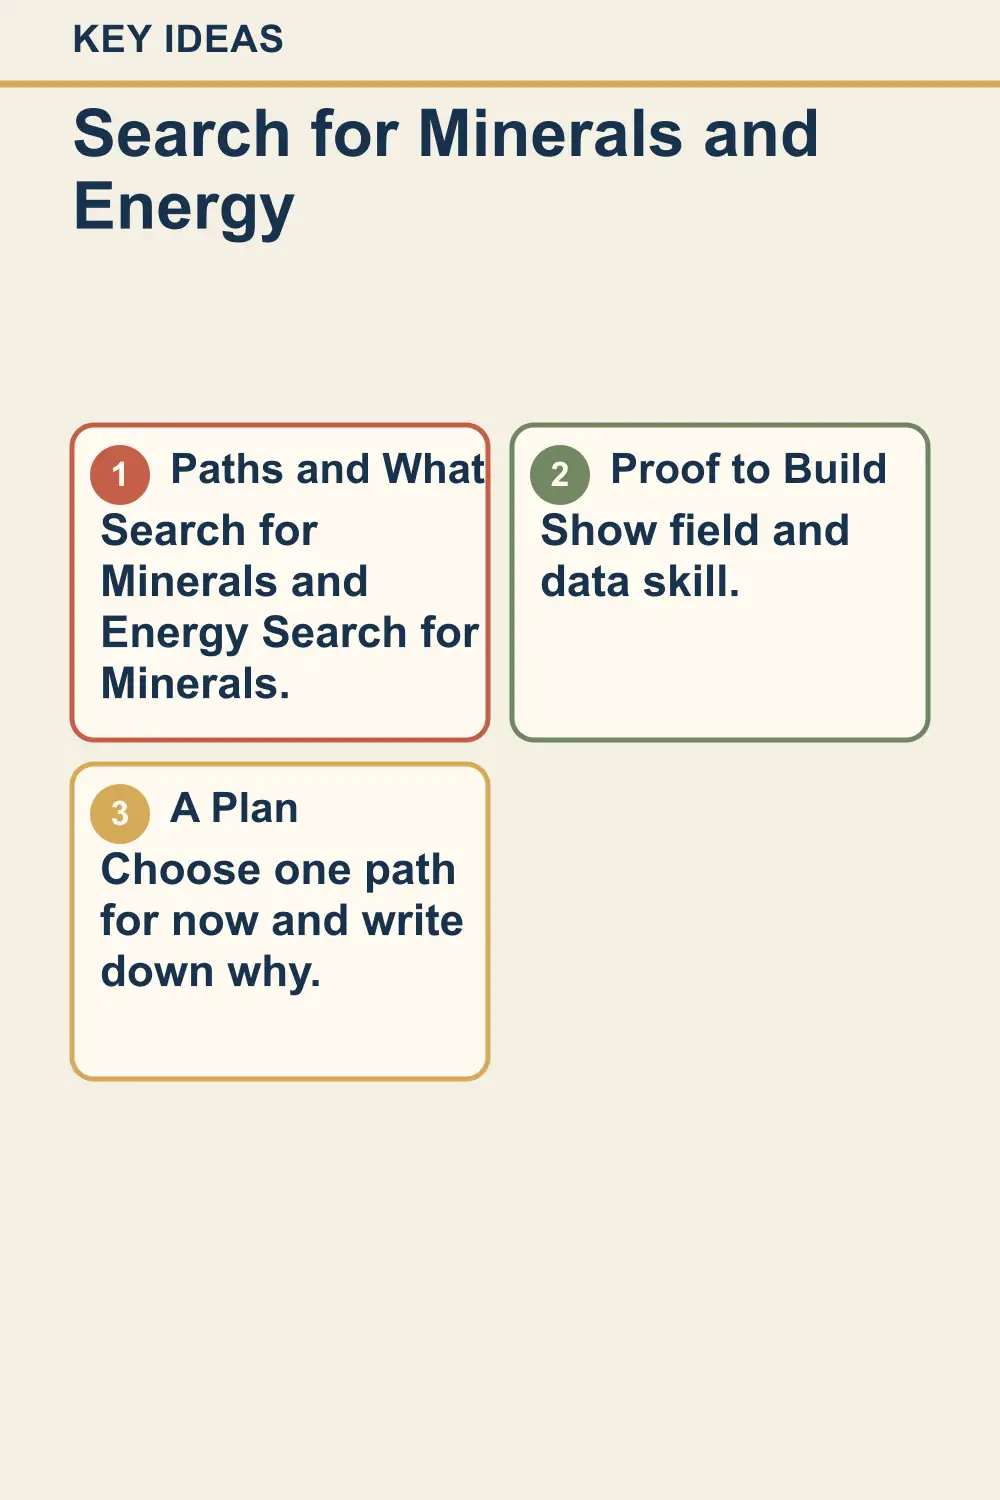 KEY IDEAS
Search for Minerals and
Energy
1 Paths and What
Search for
Minerals and
Energy Search for
Minerals.
2 Proof to Build
Show field and
data skill.
3 A Plan
Choose one path
for now and write
down why.